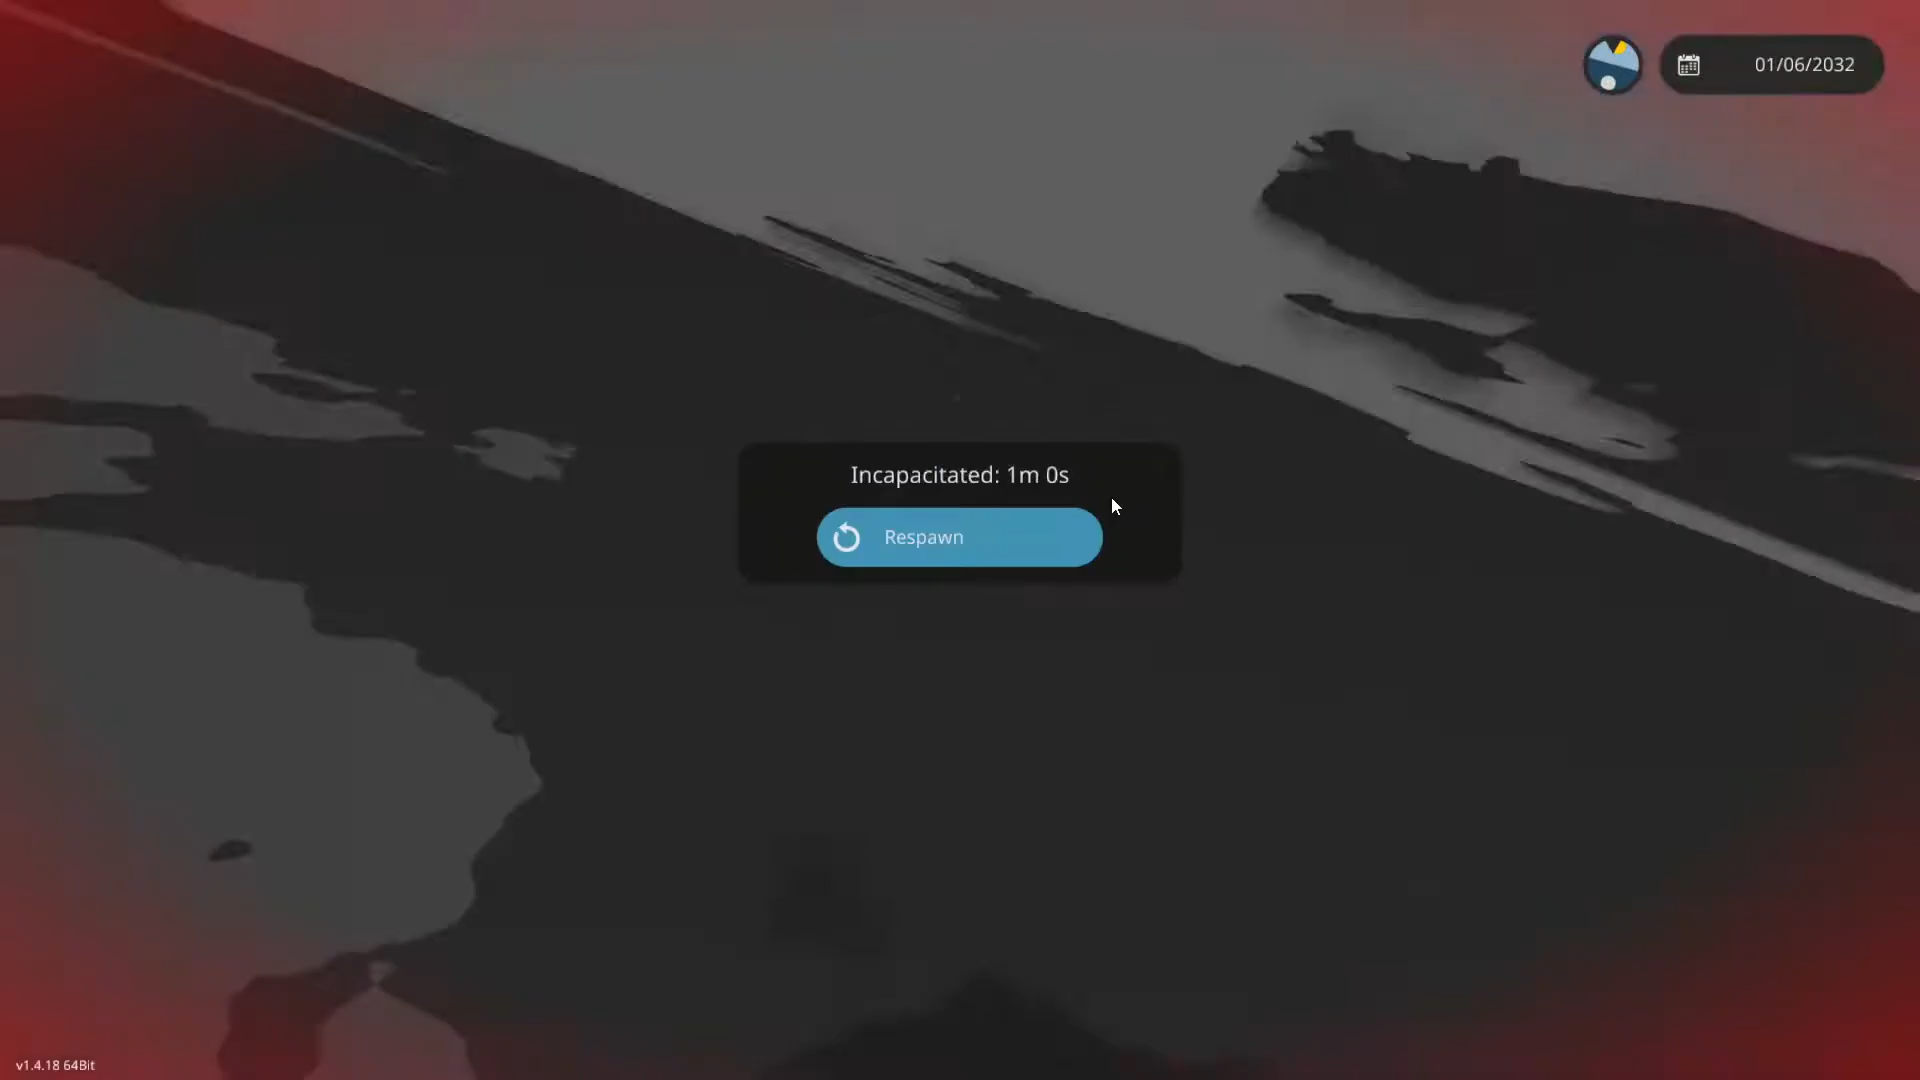 01/06/2032
Incapacitated: 1m 0s
Respawn
v1.4.18 64Bit